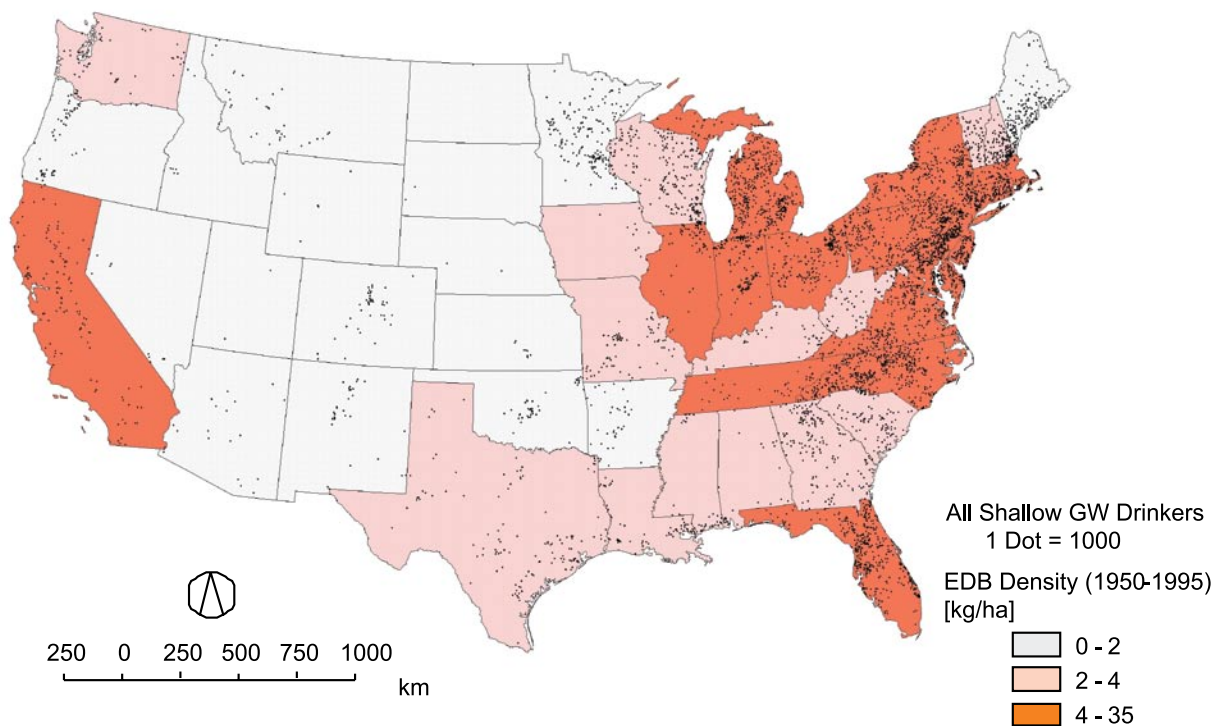 All Shallow GW Drinkers
1 Dot = 1000
EDB Density (1950-1995)
[kg/ha]
0 - 2
2 - 4
4 - 35
250 0 250 500 750 1000
km